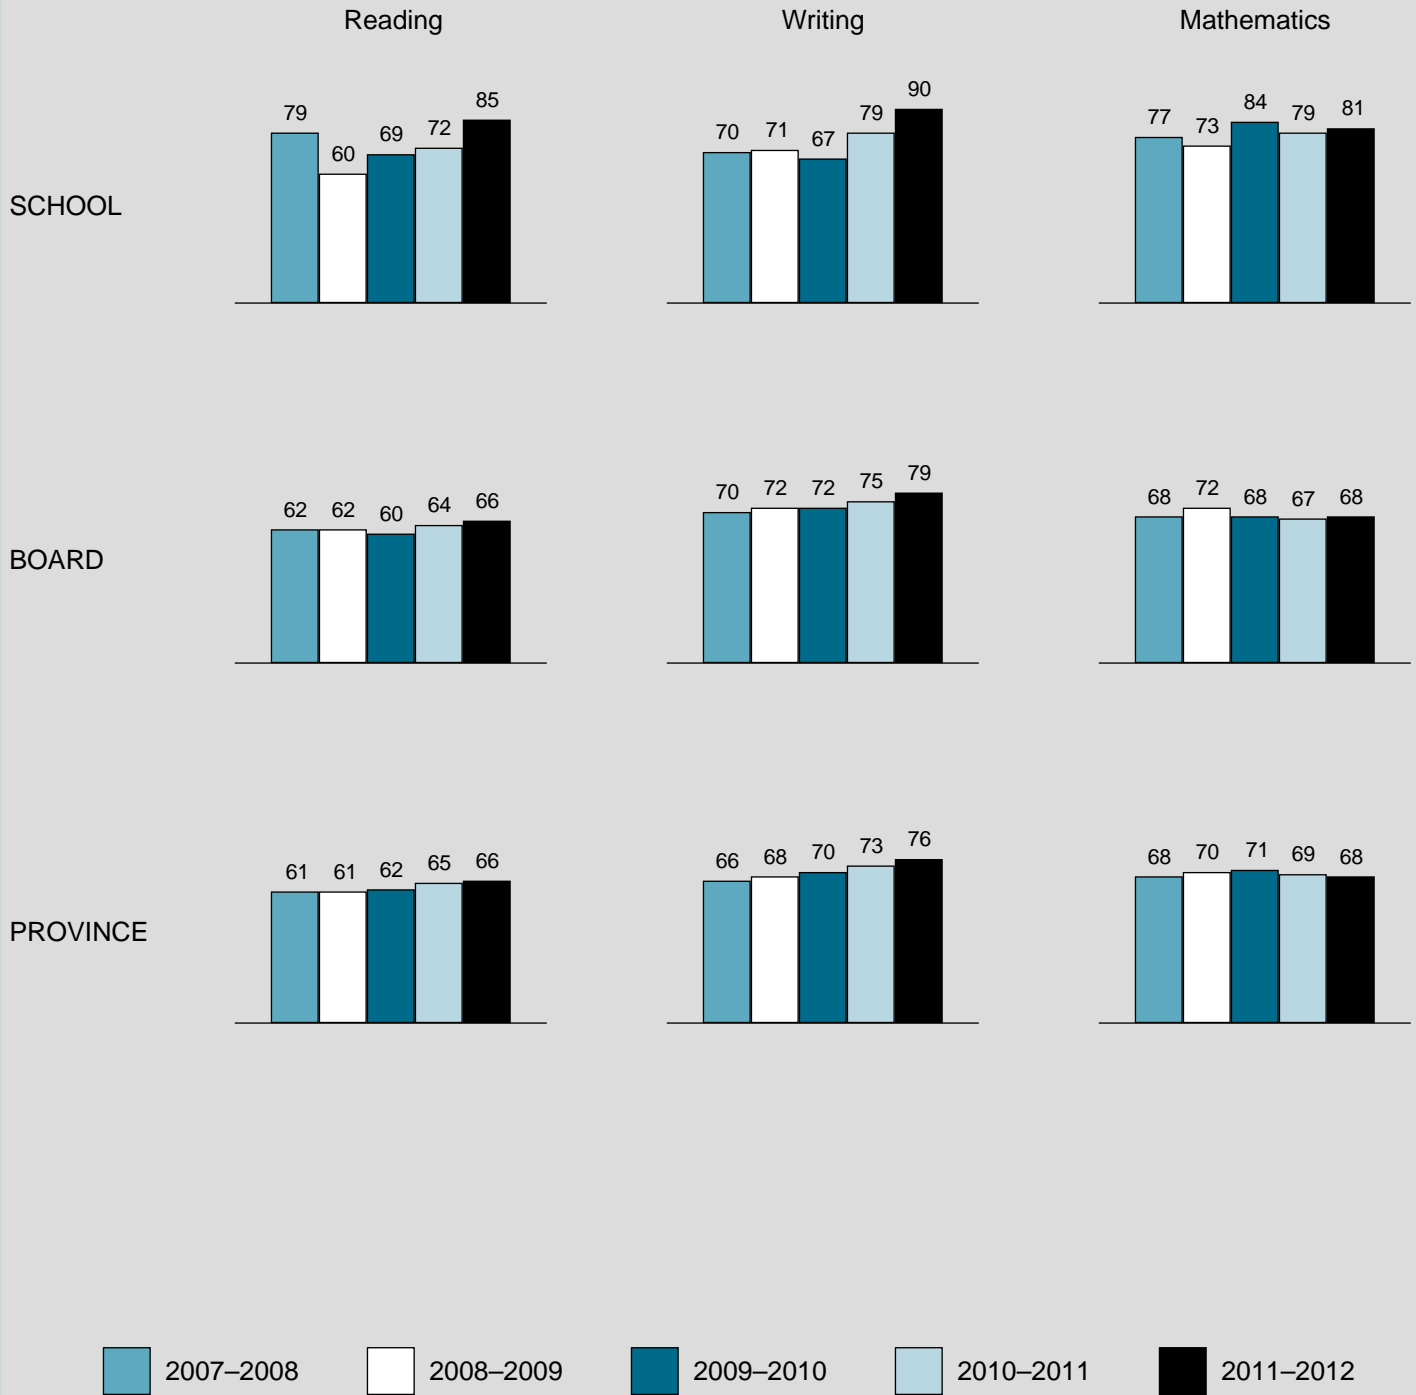 Reading Writing Mathematics
SCHOOL
79 60 69 72 85
70 71 67 79 90
77 73 84 79 81
BOARD
62 62 60 64 66
70 72 72 75 79
68 72 68 67 68
PROVINCE
61 61 62 65 66
66 68 70 73 76
68 70 71 69 68
2007–2008 2008–2009 2009–2010 2010–2011 2011–2012